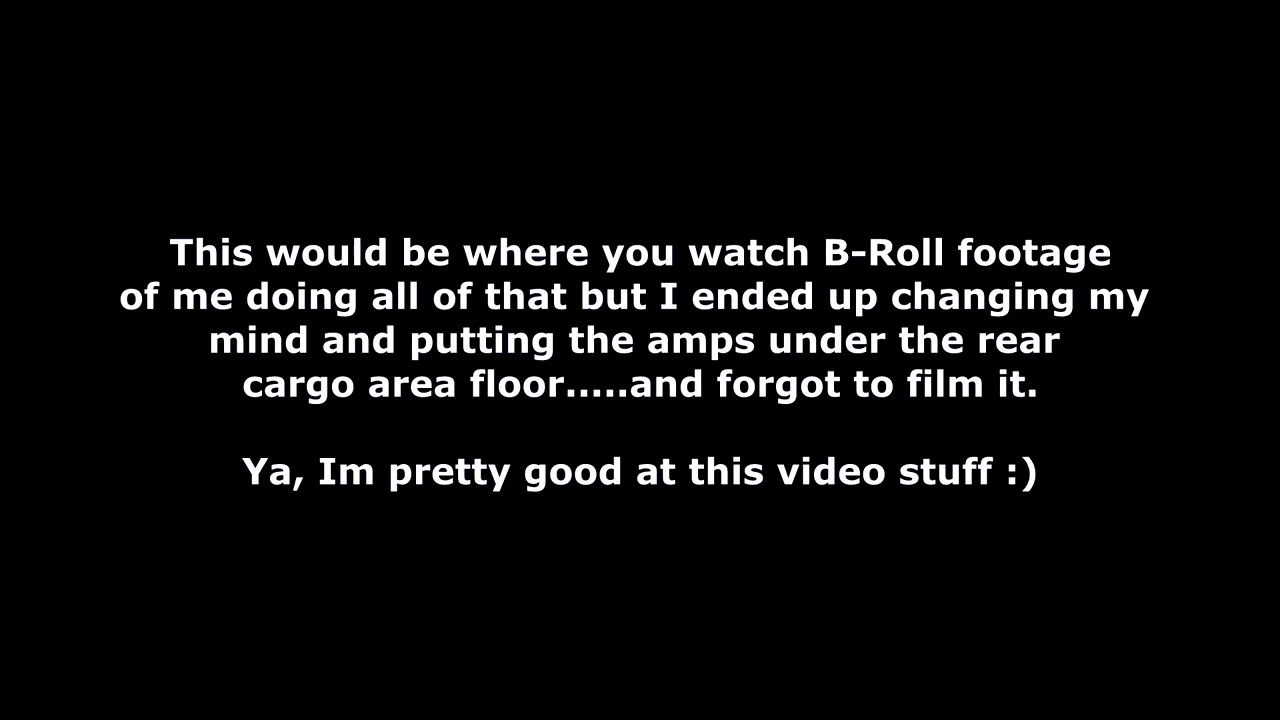 This would be where you watch B-Roll footage
of me doing all of that but I ended up changing my
mind and putting the amps under the rear
cargo area floor.....and forgot to film it.
Ya, Im pretty good at this video stuff :)